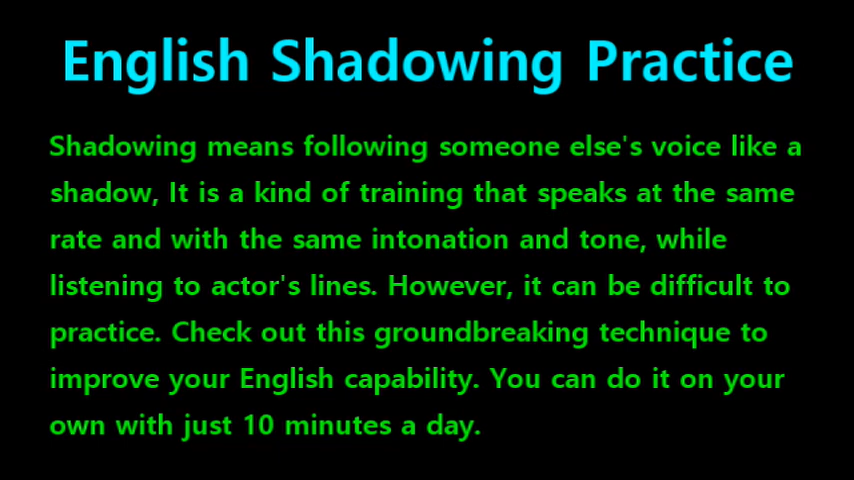 English Shadowing Practice
Shadowing means following someone else's voice like a
shadow, It is a kind of training that speaks at the same
rate and with the same intonation and tone, while
listening to actor's lines. However, it can be difficult to
practice. Check out this groundbreaking technique to
improve your English capability. You can do it on your
own with just 10 minutes a day.